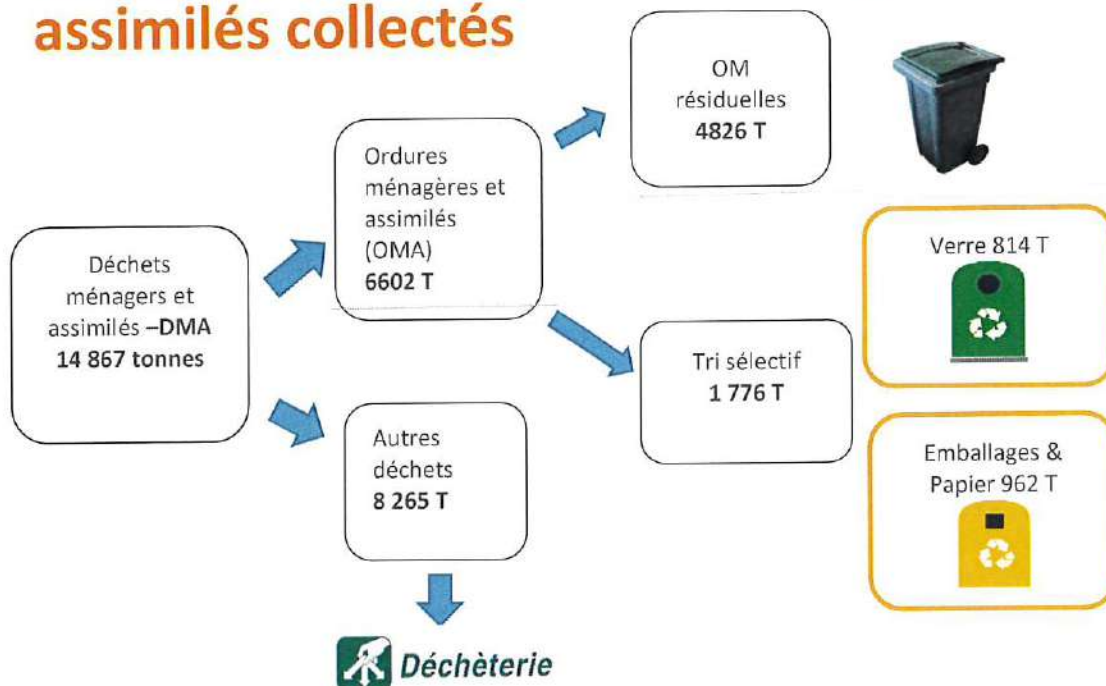 assimilés collectés
Déchets
ménagers et
assimilés –DMA
14 867 tonnes
Ordures
ménagères et
assimilés
(OMA)
6602 T
OM
résiduelles
4826 T
Tri sélectif
1 776 T
Verre 814 T
Emballages &
Papier 962 T
Autres
déchets
8 265 T
Déchèterie